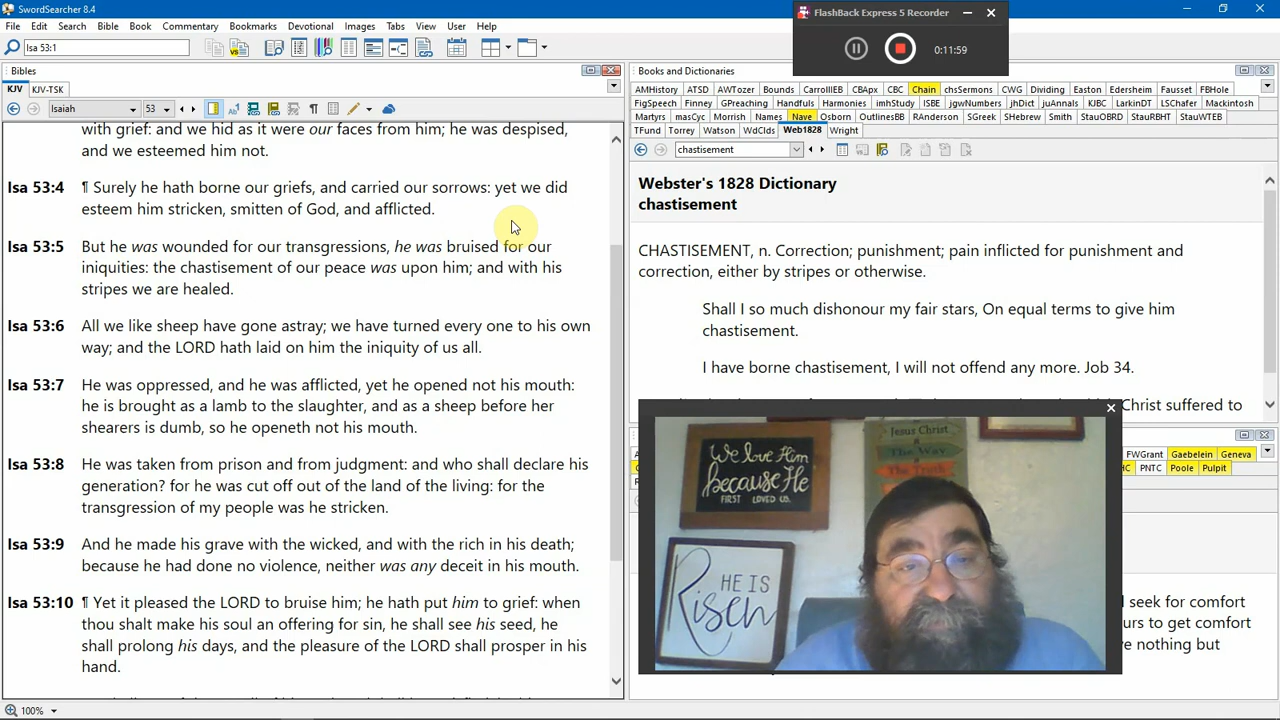 SwordSearcher 8.4
File Edit Search Bible Book Commentary Bookmarks Devotional Images Tabs View User Help
Isa 53:1
FlashBack Express 5 Recorder
0:11:59
Bibles
KJV KJV-TSK
Isaiah 53
with grief: and we hid as it were our faces from him; he was despised,
and we esteemed him not.
Isa 53:4 ¶ Surely he hath borne our griefs, and carried our sorrows: yet we did
esteem him stricken, smitten of God, and afflicted.
Isa 53:5 But he was wounded for our transgressions, he was bruised for our
iniquities: the chastisement of our peace was upon him; and with his
stripes we are healed.
Isa 53:6 All we like sheep have gone astray; we have turned every one to his own
way; and the LORD hath laid on him the iniquity of us all.
Isa 53:7 He was oppressed, and he was afflicted, yet he opened not his mouth:
he is brought as a lamb to the slaughter, and as a sheep before her
shearers is dumb, so he openeth not his mouth.
Isa 53:8 He was taken from prison and from judgment: and who shall declare his
generation? for he was cut off out of the land of the living: for the
transgression of my people was he stricken.
Isa 53:9 And he made his grave with the wicked, and with the rich in his death;
because he had done no violence, neither was any deceit in his mouth.
Isa 53:10 ¶ Yet it pleased the LORD to bruise him; he hath put him to grief: when
thou shalt make his soul an offering for sin, he shall see his seed, he
shall prolong his days, and the pleasure of the LORD shall prosper in his
hand.
100%
Books and Dictionaries
AMHistory ATSD AWTozer Bounds CarrollEB CBApx CBC Chain chsSermons CWG Dividing Easton Edersheim Fausset FBHole
FigSpeech Finney GPreaching Handfuls Harmonies imhStudy ISBE jgwNumbers jhDict juAnnals KJBC LarkinDT LSChafer Mackintosh
Martyrs masCyc Morrish Names Nave Osborn OutlinesBB RAnderson SGreek SHebrew Smith StauOBRD StauRBHT StauWTEB
TFund Torrey Watson WdClds Web1828 Wright
chastisement
Webster's 1828 Dictionary
chastisement
CHASTISEMENT, n. Correction; punishment; pain inflicted for punishment and
correction, either by stripes or otherwise.
Shall I so much dishonour my fair stars, On equal terms to give him
chastisement.
I have borne chastisement, I will not offend any more. Job 34.
Christ suffered to
FWGrant Gaebelein Geneva
HC PNTC Poole Pulpit
We love Him
because He
FIRST LOVED US.
Jesus Christ
The Way
The Truth
HE IS
Risen
seek for comfort
urs to get comfort
e nothing but